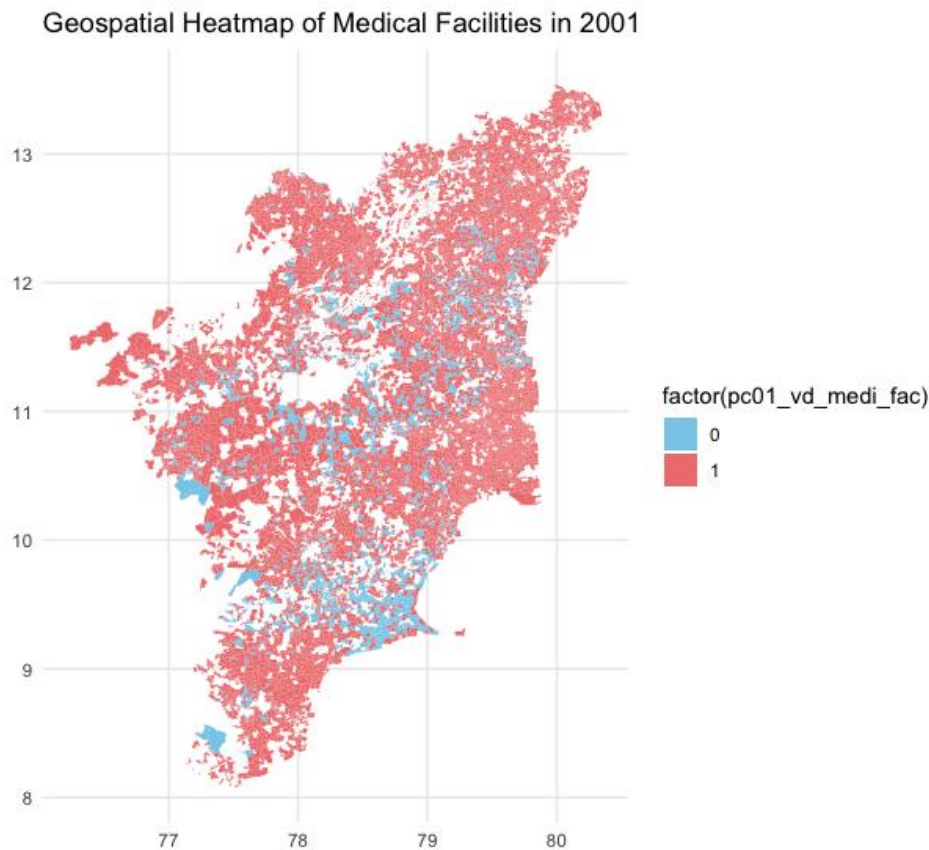 Geospatial Heatmap of Medical Facilities in 2001
13
12
11
10
9
8
77 78 79 80
factor(pc01_vd_medi_fac)
0
1